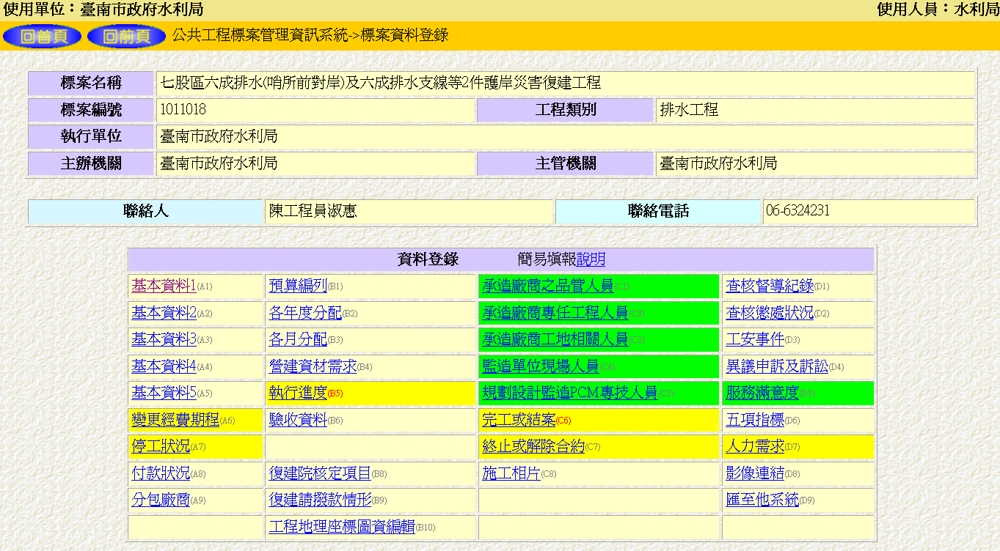 使用單位：臺南市政府水利局 使用人員：水利局
回首頁 回前頁 公共工程標案管理資訊系統->標案資料登錄
標案名稱 七股區六成排水(哨所前對岸)及六成排水支線等2件護岸災害復建工程
標案編號 1011018 工程類別 排水工程
執行單位 臺南市政府水利局
主辦機關 臺南市政府水利局 主管機關 臺南市政府水利局
聯絡人 陳工程員淑惠 聯絡電話 06-6324231
資料登錄 簡易填報說明
基本資料1(A1) 預算編列(B1) 承造廠商之品管人員(C1) 查核督導紀錄(D1)
基本資料2(A2) 各年度分配(B2) 承造廠商專任工程人員(C2) 查核懲處狀況(D2)
基本資料3(A3) 各月分配(B3) 承造廠商工地相關人員(C3) 工安事件(D3)
基本資料4(A4) 營建資材需求(B4) 監造單位現場人員(C4) 異議申訴及訴訟(D4)
基本資料5(A5) 執行進度(B5) 規劃設計監造PCM專技人員(C5) 服務滿意度(D5)
變更經費期程(A6) 驗收資料(B6) 完工或結案(C6) 五項指標(D6)
停工狀況(A7) 終止或解除合約(C7) 人力需求(D7)
付款狀況(A8) 復建院核定項目(B8) 施工相片(C8) 影像連結(D8)
分包廠商(A9) 復建請撥款情形(B9) 匯至他系統(D9)
工程地理座標圖資編輯(B10)